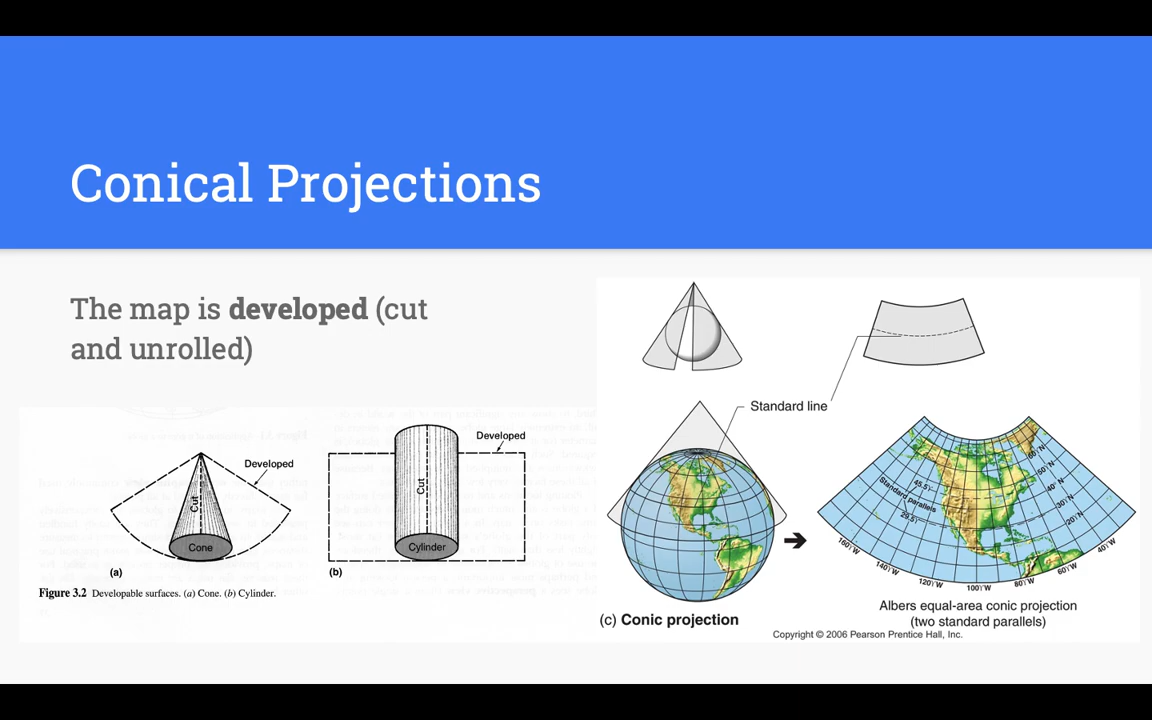 Conical Projections
The map is developed (cut
and unrolled)
Developed
Cut
Cone
(a)
Developed
Cut
Cylinder
(b)
Figure 3.2 Developable surfaces. (a) Cone. (b) Cylinder.
Standard line
(c) Conic projection
45.5°
Standard parallels
29.5°
60°N
50°N
40°N
30°N
20°N
160°W
140°W
120°W
100°W
80°W
60°W
40°W
Albers equal-area conic projection
(two standard parallels)
Copyright © 2006 Pearson Prentice Hall, Inc.